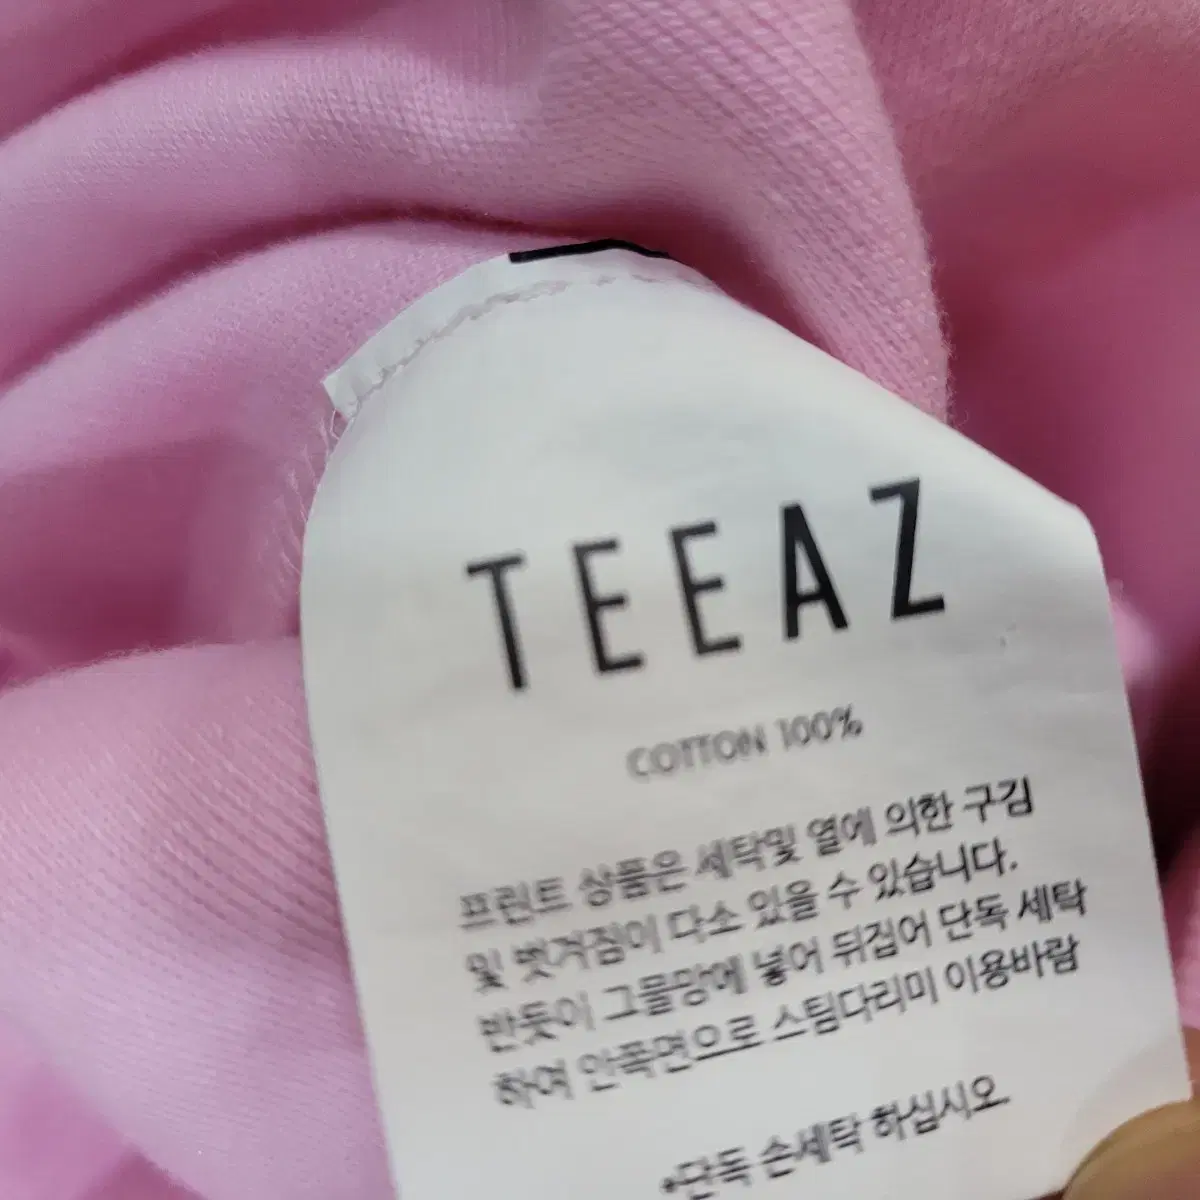 TEEAZ
COTTON 100%
프린트 상품은 세탁및 열에 의한 구김
및 벗겨짐이 다소 있을 수 있습니다.
반듯이 그물망에 넣어 뒤집어 단독 세탁
하여 안쪽면으로 스팀다리미 이용바람
*단독 손세탁 하십시오.